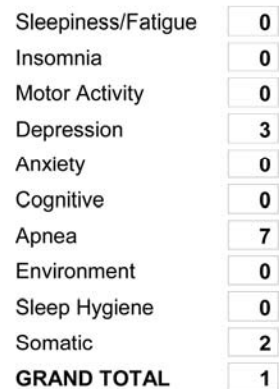 Sleepiness/Fatigue 0
Insomnia 0
Motor Activity 0
Depression 3
Anxiety 0
Cognitive 0
Apnea 7
Environment 0
Sleep Hygiene 0
Somatic 2
GRAND TOTAL 1